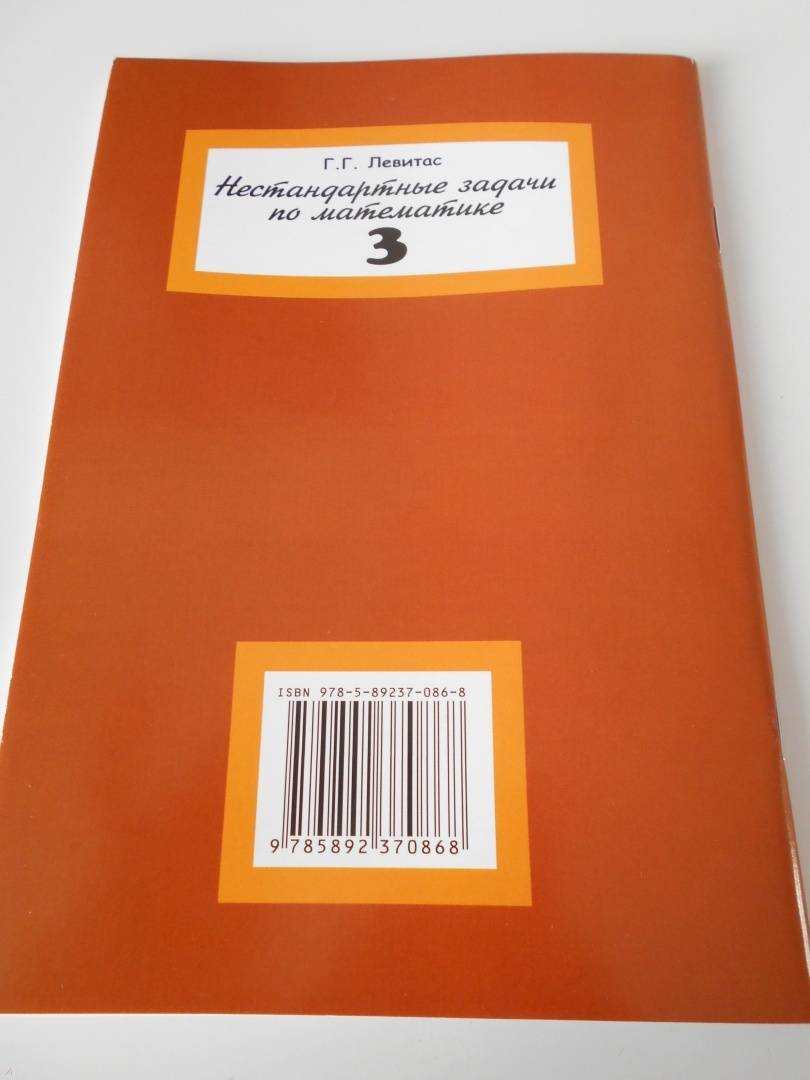 Г.Г. Левитас
Нестандартные задачи
по математике
3
ISBN 978-5-89237-086-8
9 785892 370868